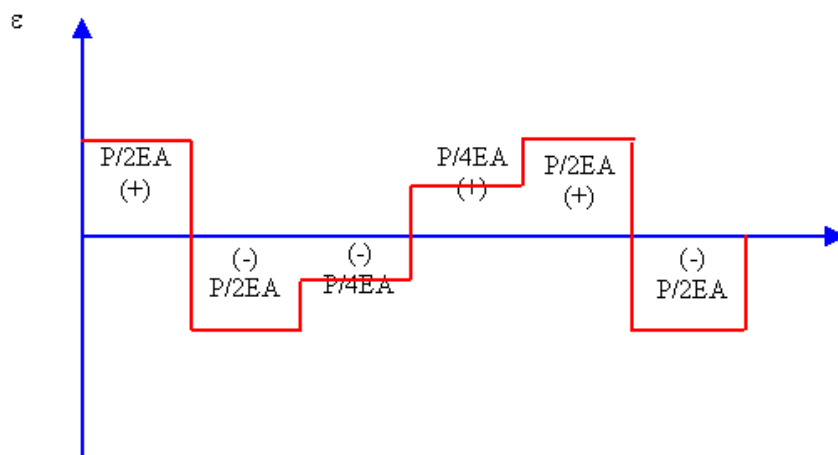 ε
P/2EA
(+)
P/4EA
(+)
P/2EA
(+)
(-)
P/2EA
(-)
P/4EA
(-)
P/2EA